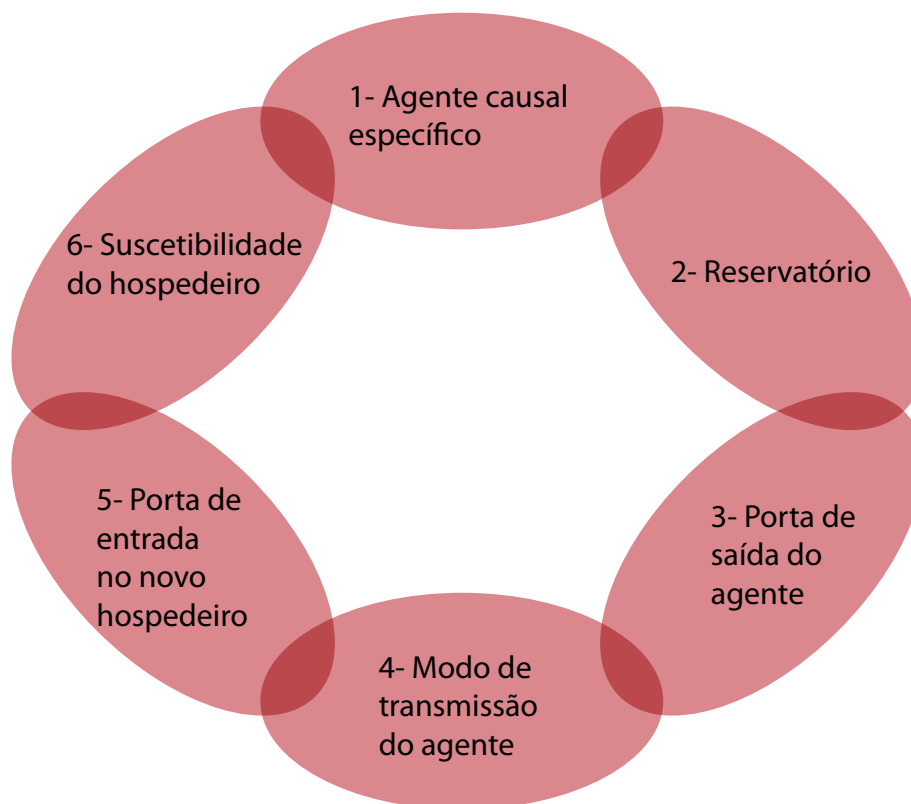 1- Agente causal
específico
2- Reservatório
3- Porta de
saída do
agente
4- Modo de
transmissão
do agente
5- Porta de
entrada
no novo
hospedeiro
6- Suscetibilidade
do hospedeiro